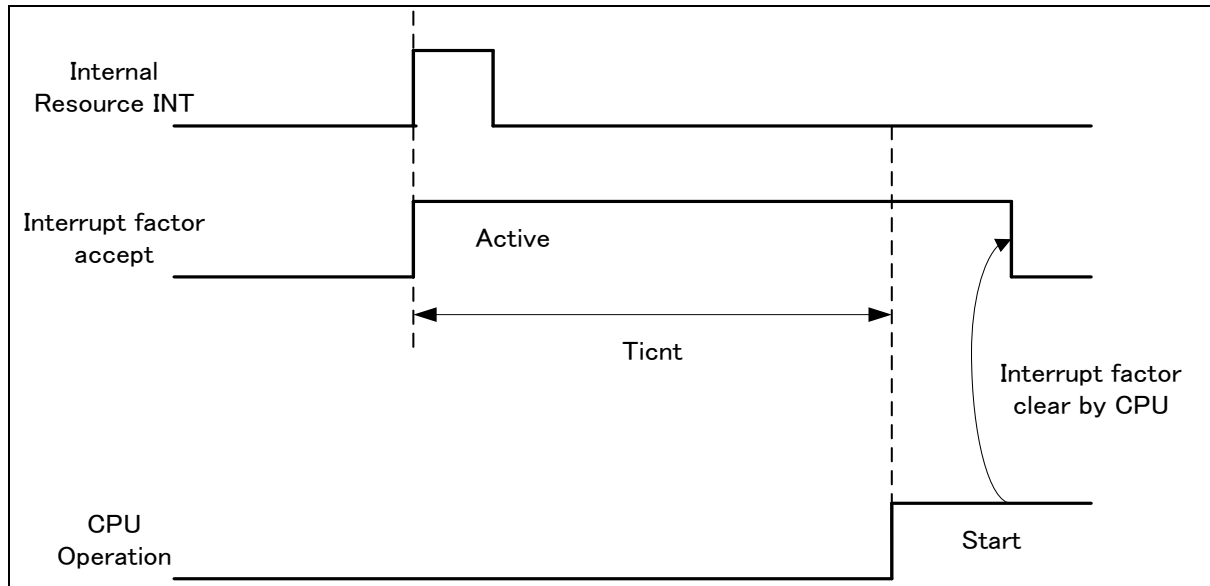 Internal
Resource INT
Interrupt factor
accept
Active
Ticnt
Interrupt factor
clear by CPU
CPU
Operation
Start